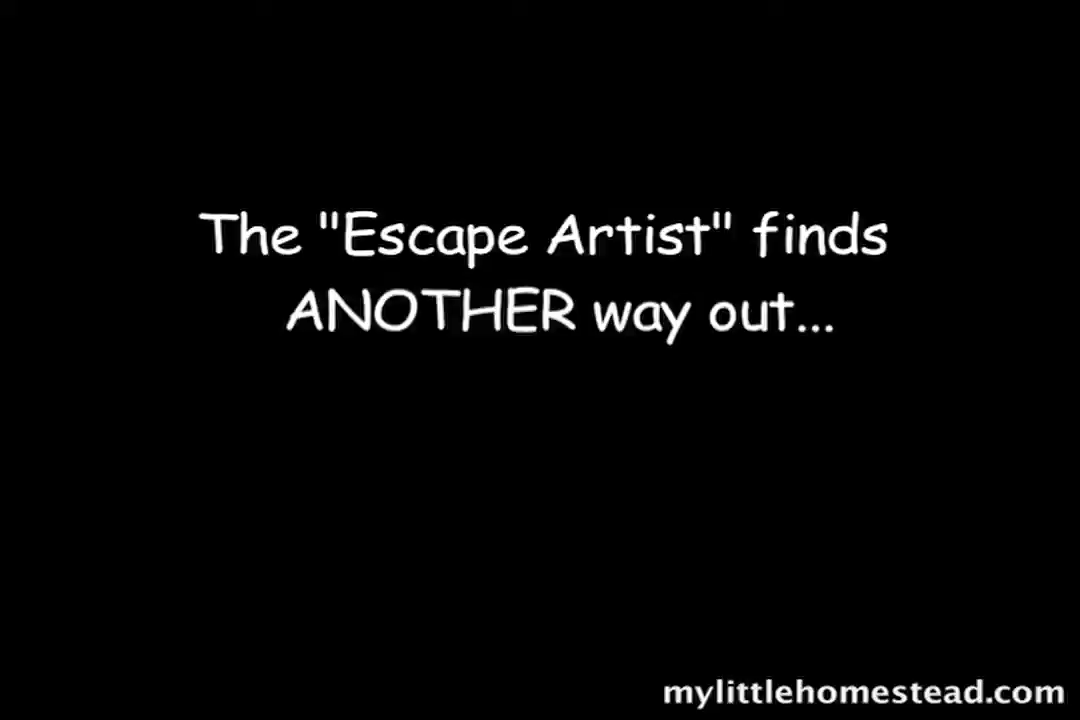 The "Escape Artist" finds
ANOTHER way out...
mylittlehomestead.com